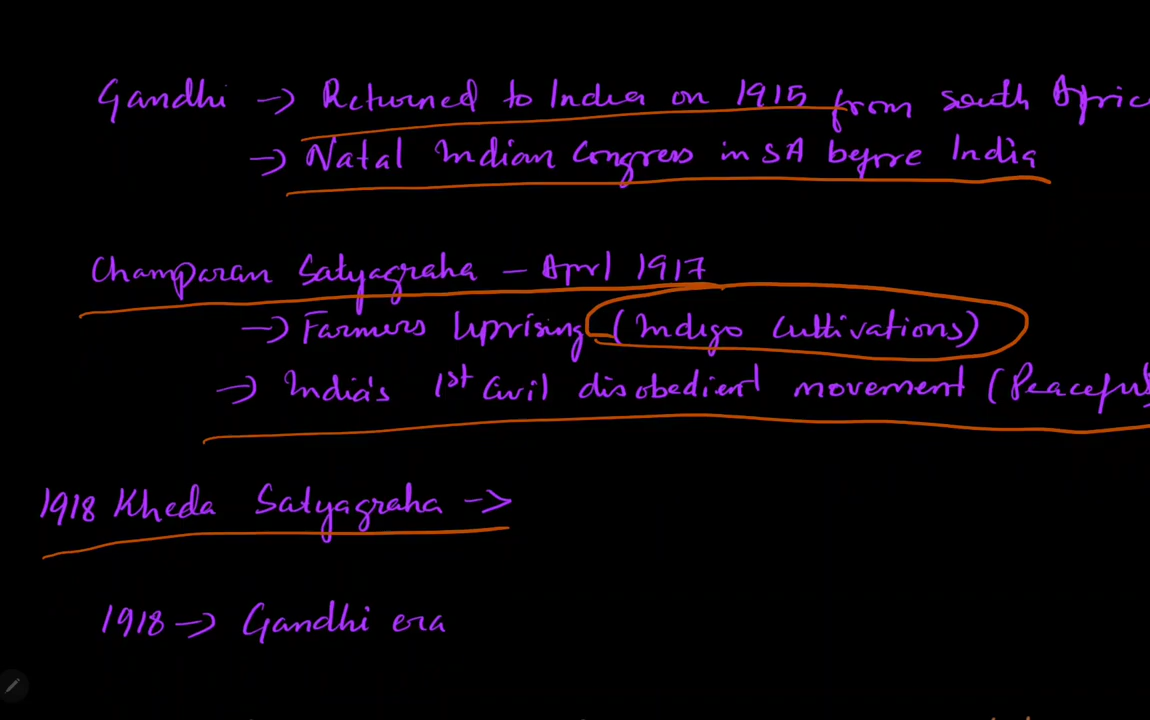 Gandhi → Returned to India on 1915 from South Afric
→ Natal Indian Congress in SA before India
Champaran Satyagraha - Aprl 1917
→ Farmers Uprising (Indigo Cultivations)
→ India's 1st Civil disobedient movement (Peaceful
1918 Kheda Satyagraha →
1918 → Gandhi era